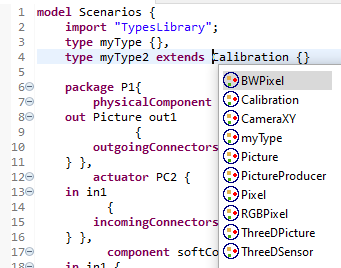 1 model Scenarios {
2 import "TypesLibrary";
3 type myType {},
4 type myType2 extends Calibration {}
5
6 package P1{
7 physicalComponent
8 out Picture out1
9 {
10 outgoingConnectors
11 } },
12 actuator PC2 {
13 in in1
14 {
15 incomingConnectors
16 } },
17 component softCo
18 in in1 {
BWPixel
Calibration
CameraXY
myType
Picture
PictureProducer
Pixel
RGBPixel
ThreeDPicture
ThreeDSensor